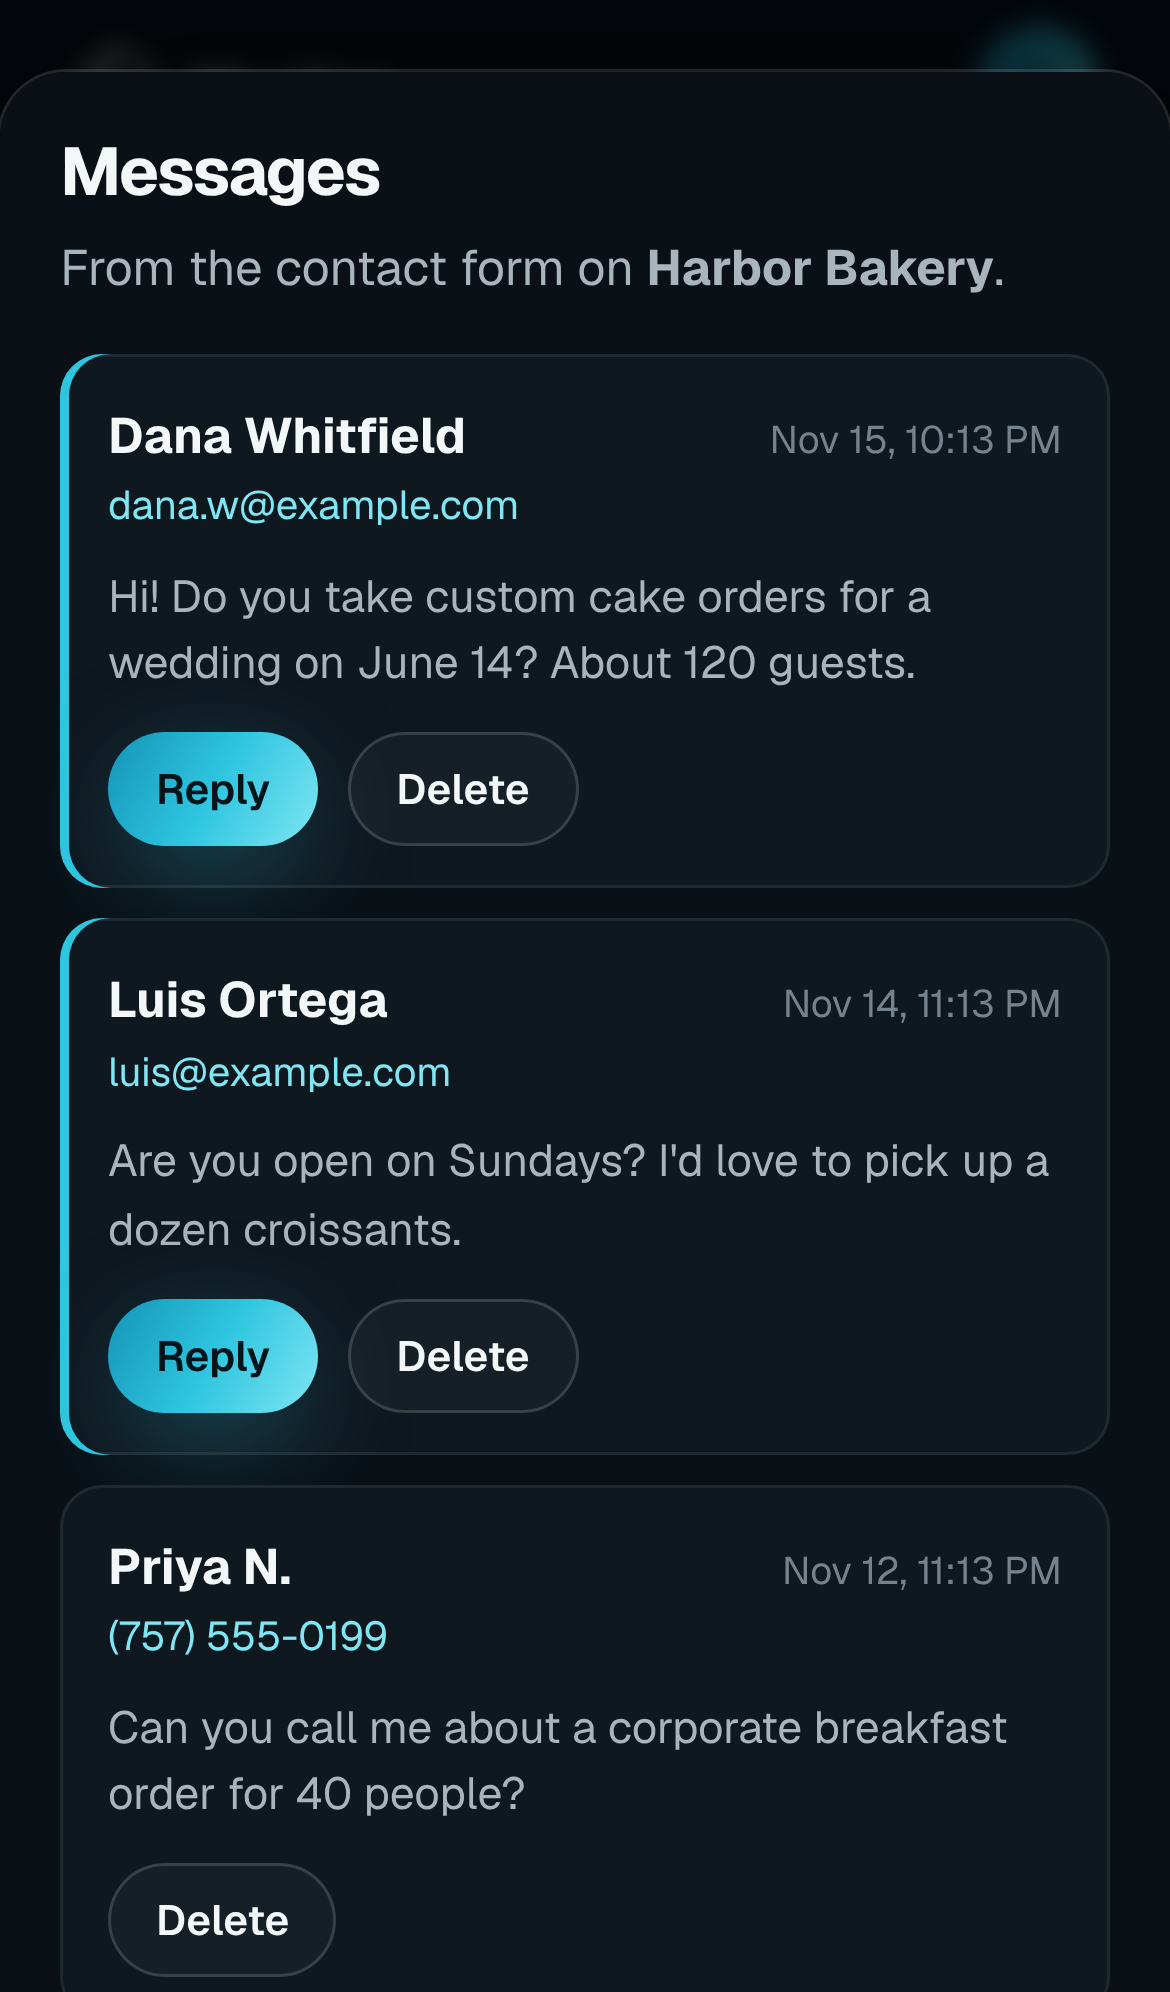 Messages
From the contact form on Harbor Bakery.
Dana Whitfield
Nov 15, 10:13 PM
dana.w@example.com
Hi! Do you take custom cake orders for a
wedding on June 14? About 120 guests.
Reply
Delete
Luis Ortega
Nov 14, 11:13 PM
luis@example.com
Are you open on Sundays? I'd love to pick up a
dozen croissants.
Reply
Delete
Priya N.
Nov 12, 11:13 PM
(757) 555-0199
Can you call me about a corporate breakfast
order for 40 people?
Delete